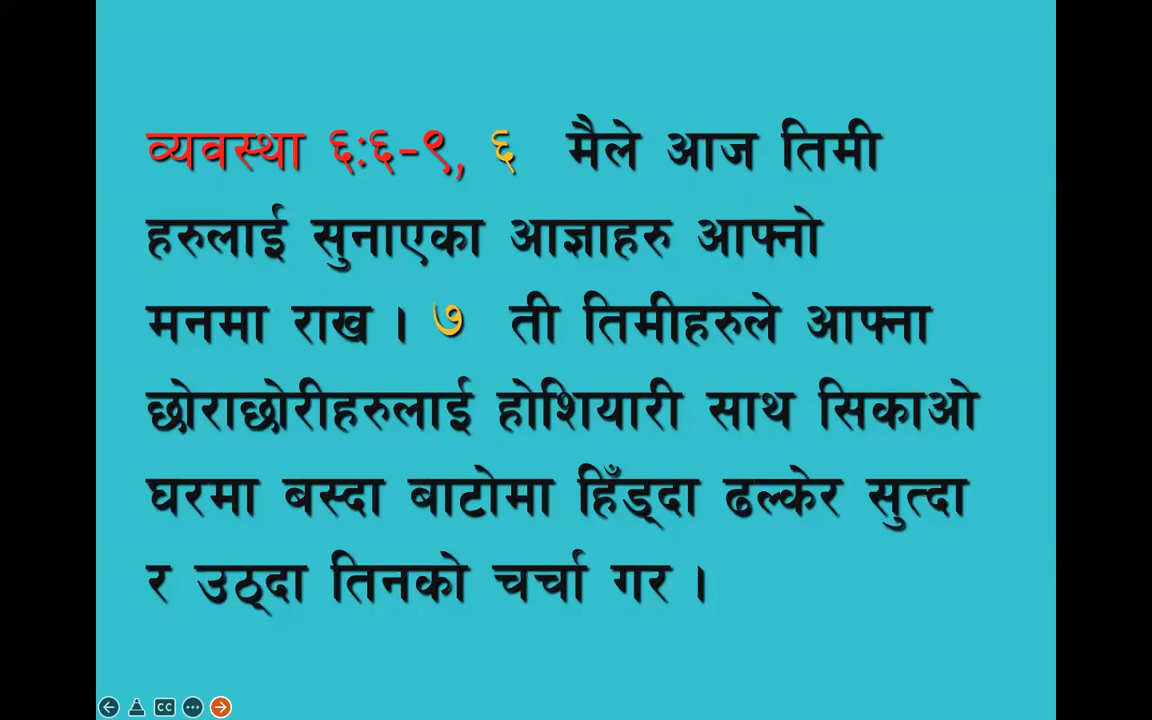 व्यवस्था ६:६-९, ६ मैले आज तिमी
हरुलाई सुनाएका आज्ञाहरु आफ्नो
मनमा राख । ७ ती तिमीहरुले आफ्ना
छोराछोरीहरुलाई होशियारी साथ सिकाओ
घरमा बस्दा बाटोमा हिँड्दा ढल्केर सुत्दा
र उठ्दा तिनको चर्चा गर ।
CC